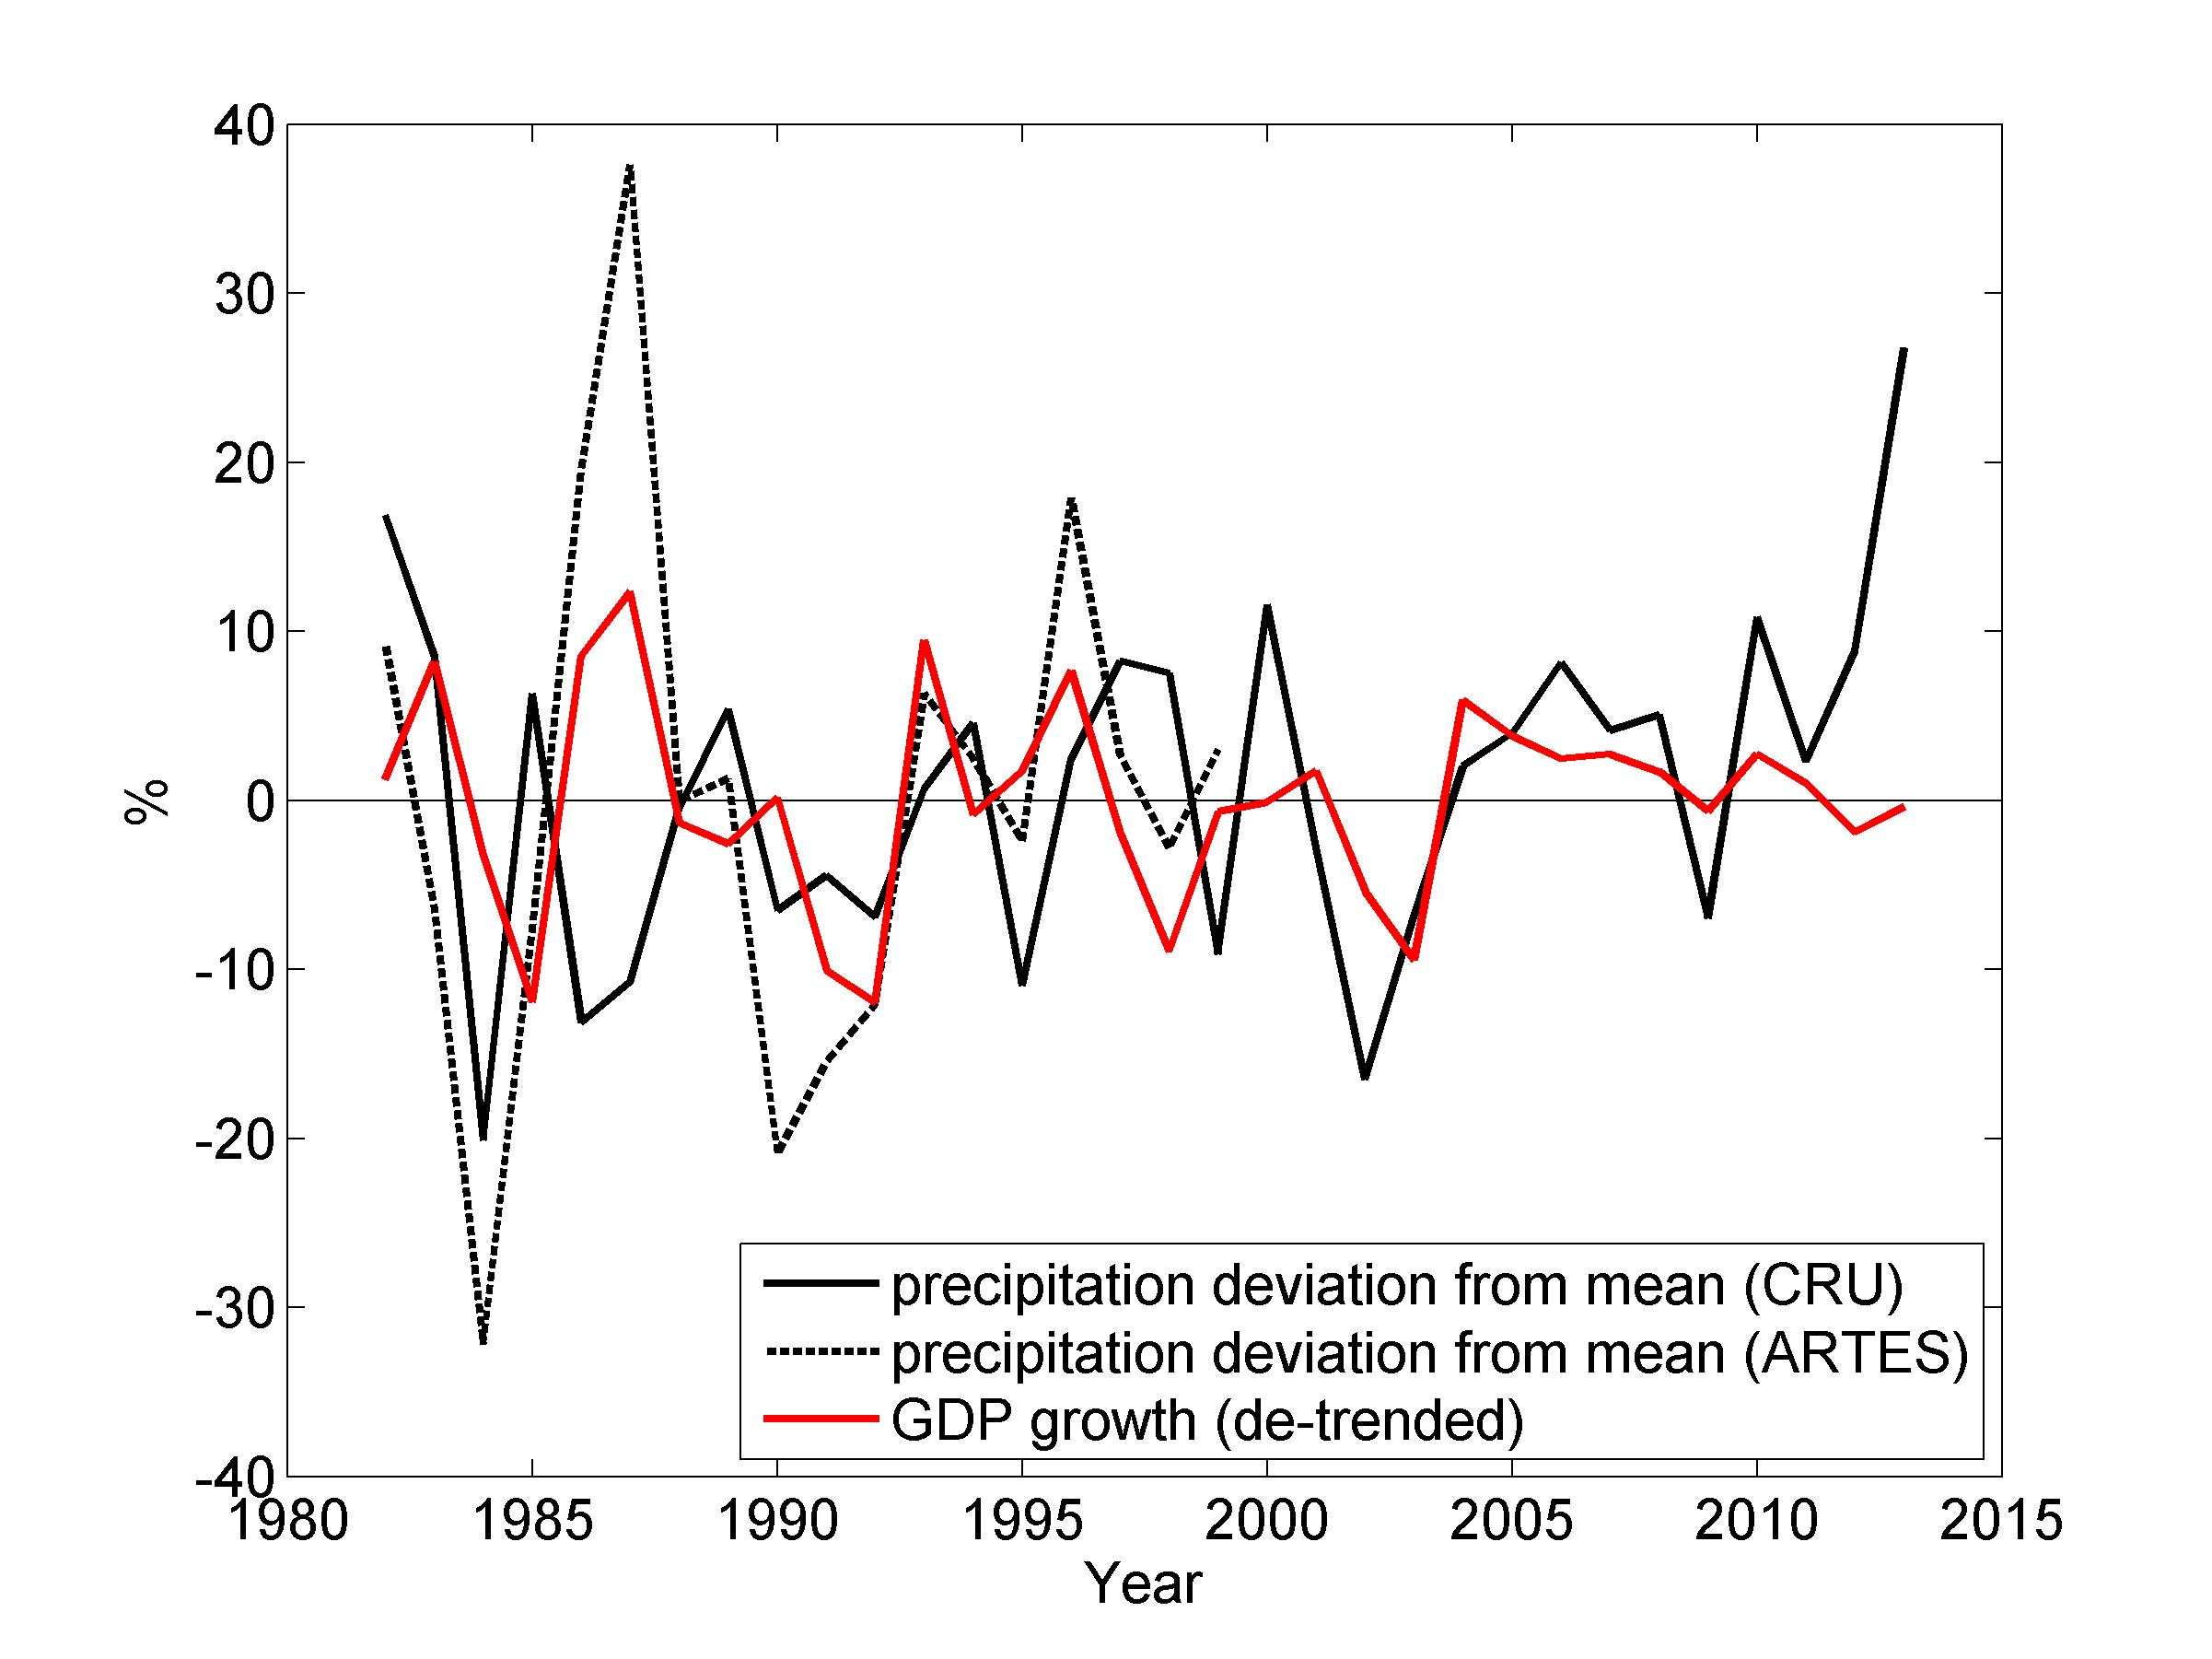 40
30
20
10
0
-10
-20
-30
-40
%
1980 1985 1990 1995 2000 2005 2010 2015
Year
precipitation deviation from mean (CRU)
precipitation deviation from mean (ARTES)
GDP growth (de-trended)